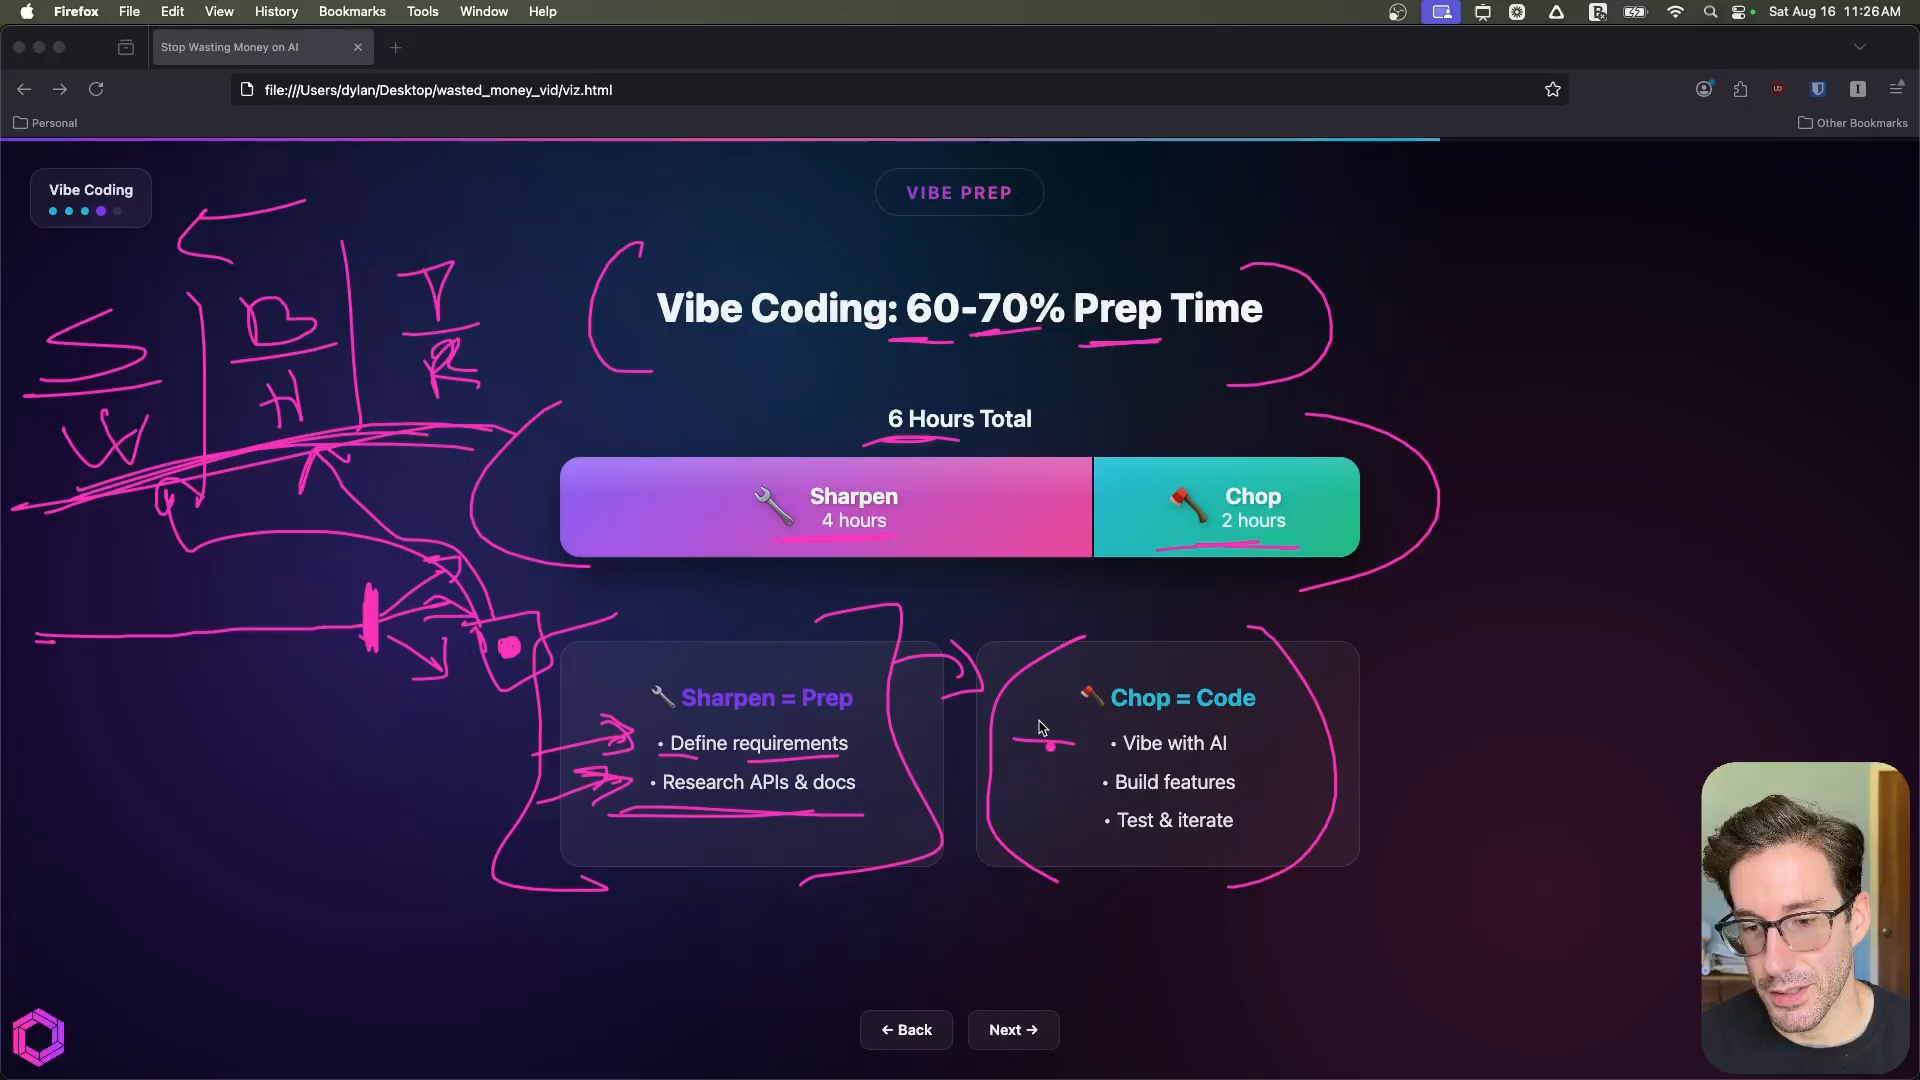 Firefox File Edit View History Bookmarks Tools Window Help
Sat Aug 16 11:26 AM
Stop Wasting Money on AI
file:///Users/dylan/Desktop/wasted_money_vid/viz.html
Personal
Other Bookmarks
Vibe Coding
VIBE PREP
S
W
B
H
T
R
Vibe Coding: 60-70% Prep Time
6 Hours Total
Sharpen
4 hours
Chop
2 hours
Sharpen = Prep
• Define requirements
• Research APIs & docs
Chop = Code
• Vibe with AI
• Build features
• Test & iterate
← Back
Next →